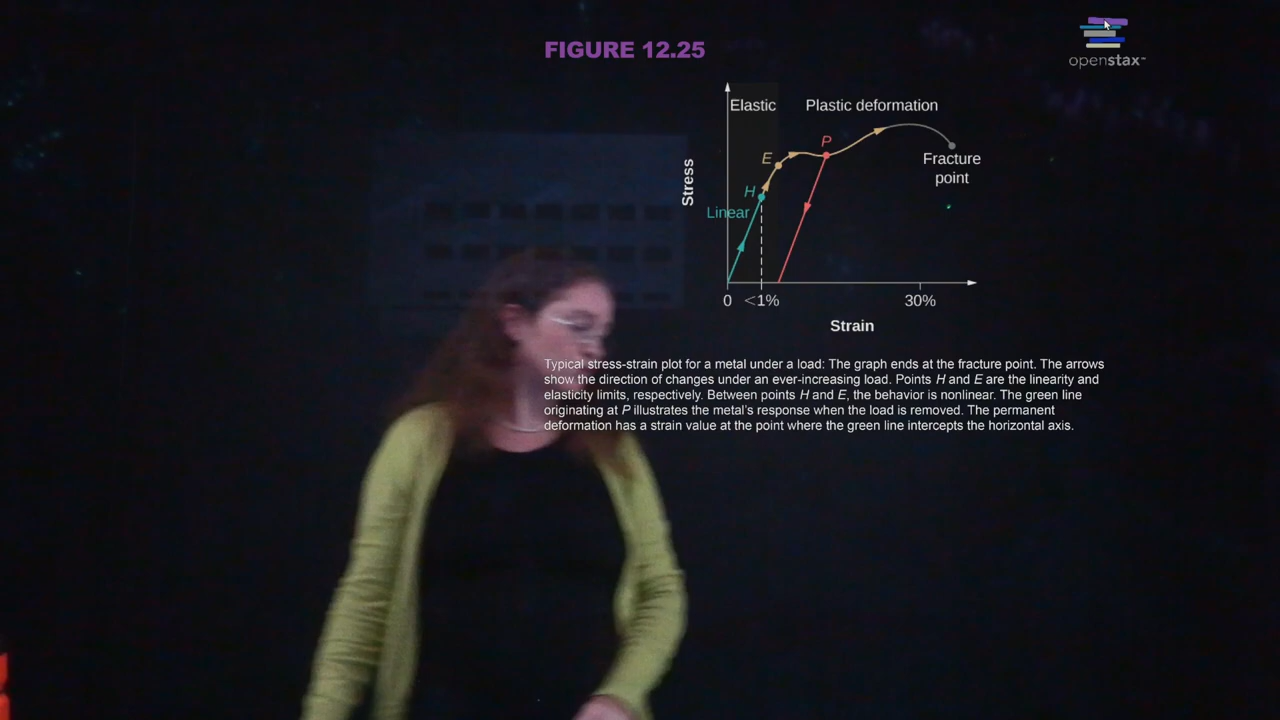 FIGURE 12.25
openstax™
Elastic
Plastic deformation
P
E
Fracture
point
Stress
H
Linear
0
<1%
30%
Strain
Typical stress-strain plot for a metal under a load: The graph ends at the fracture point. The arrows
show the direction of changes under an ever-increasing load. Points H and E are the linearity and
elasticity limits, respectively. Between points H and E, the behavior is nonlinear. The green line
originating at P illustrates the metal's response when the load is removed. The permanent
deformation has a strain value at the point where the green line intercepts the horizontal axis.